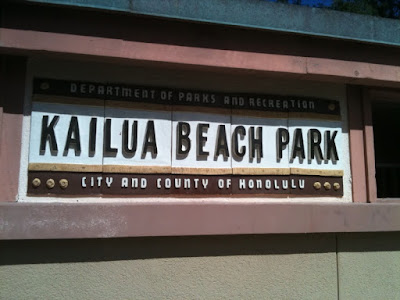 DEPARTMENT OF PARKS AND RECREATION
KAILUA BEACH PARK
CITY AND COUNTY OF HONOLULU